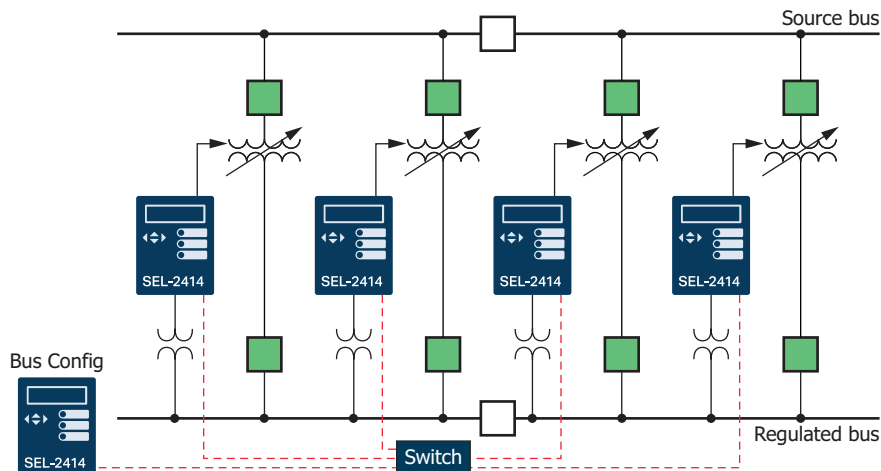 Source bus
SEL-2414
SEL-2414
SEL-2414
SEL-2414
Bus Config
SEL-2414
Regulated bus
Switch